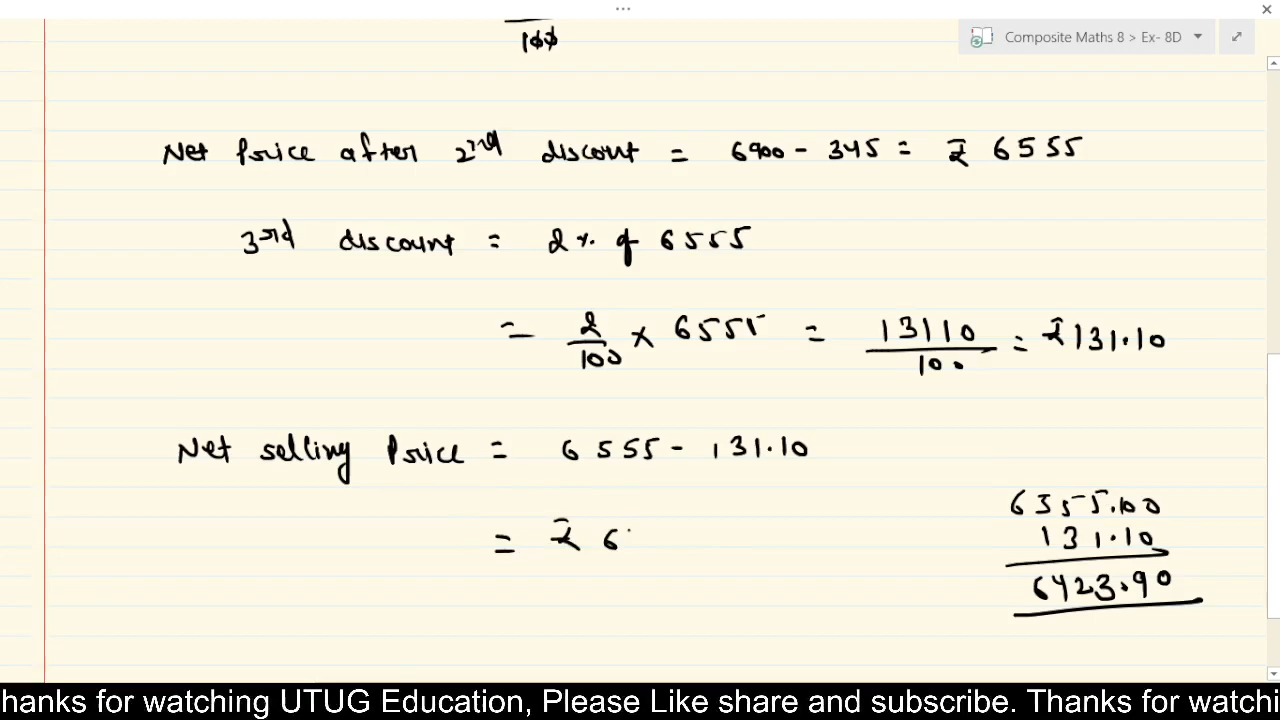 Composite Maths 8 > Ex- 8D
100
Net Price after 2nd discount = 6900 - 345 = ₹ 6555
3rd discount = 2% of 6555
= 2/100 × 6555 = 13110/100 = ₹131.10
Net selling Price = 6555 - 131.10
= ₹ 6
6555.00
131.10
6423.90
hanks for watching UTUG Education, Please Like share and subscribe. Thanks for watchi